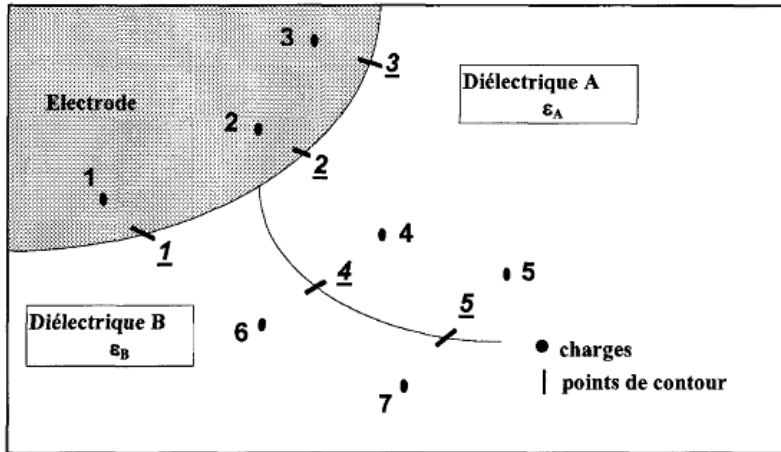 3
3
Diélectrique A
εA
Electrode
2
2
1
1
4
4
5
5
Diélectrique B
εB
6
7
charges
points de contour